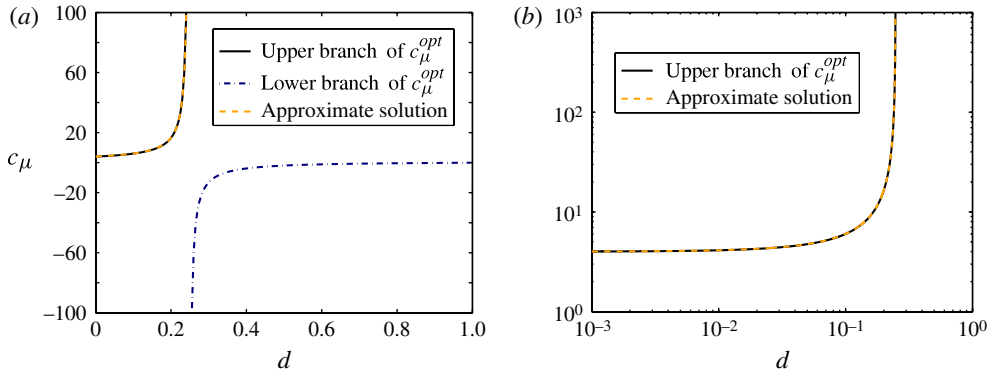 (a)
100
60
20
−20
−60
−100
c_μ
0
0.2
0.4
0.6
0.8
1.0
d
Upper branch of c_μ^opt
Lower branch of c_μ^opt
Approximate solution
(b)
10^3
10^2
10^1
10^0
10^−3
10^−2
10^−1
10^0
d
Upper branch of c_μ^opt
Approximate solution